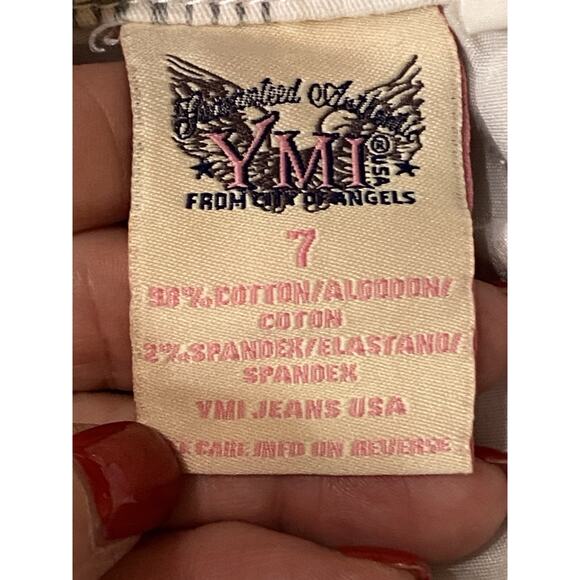 Guaranteed Authentic
YMI ® USA
FROM CITY OF ANGELS
7
98% COTTON/ALGODON/
COTON
2% SPANDEX/ELASTANO/
SPANDEX
YMI JEANS USA
CARE INFO ON REVERSE